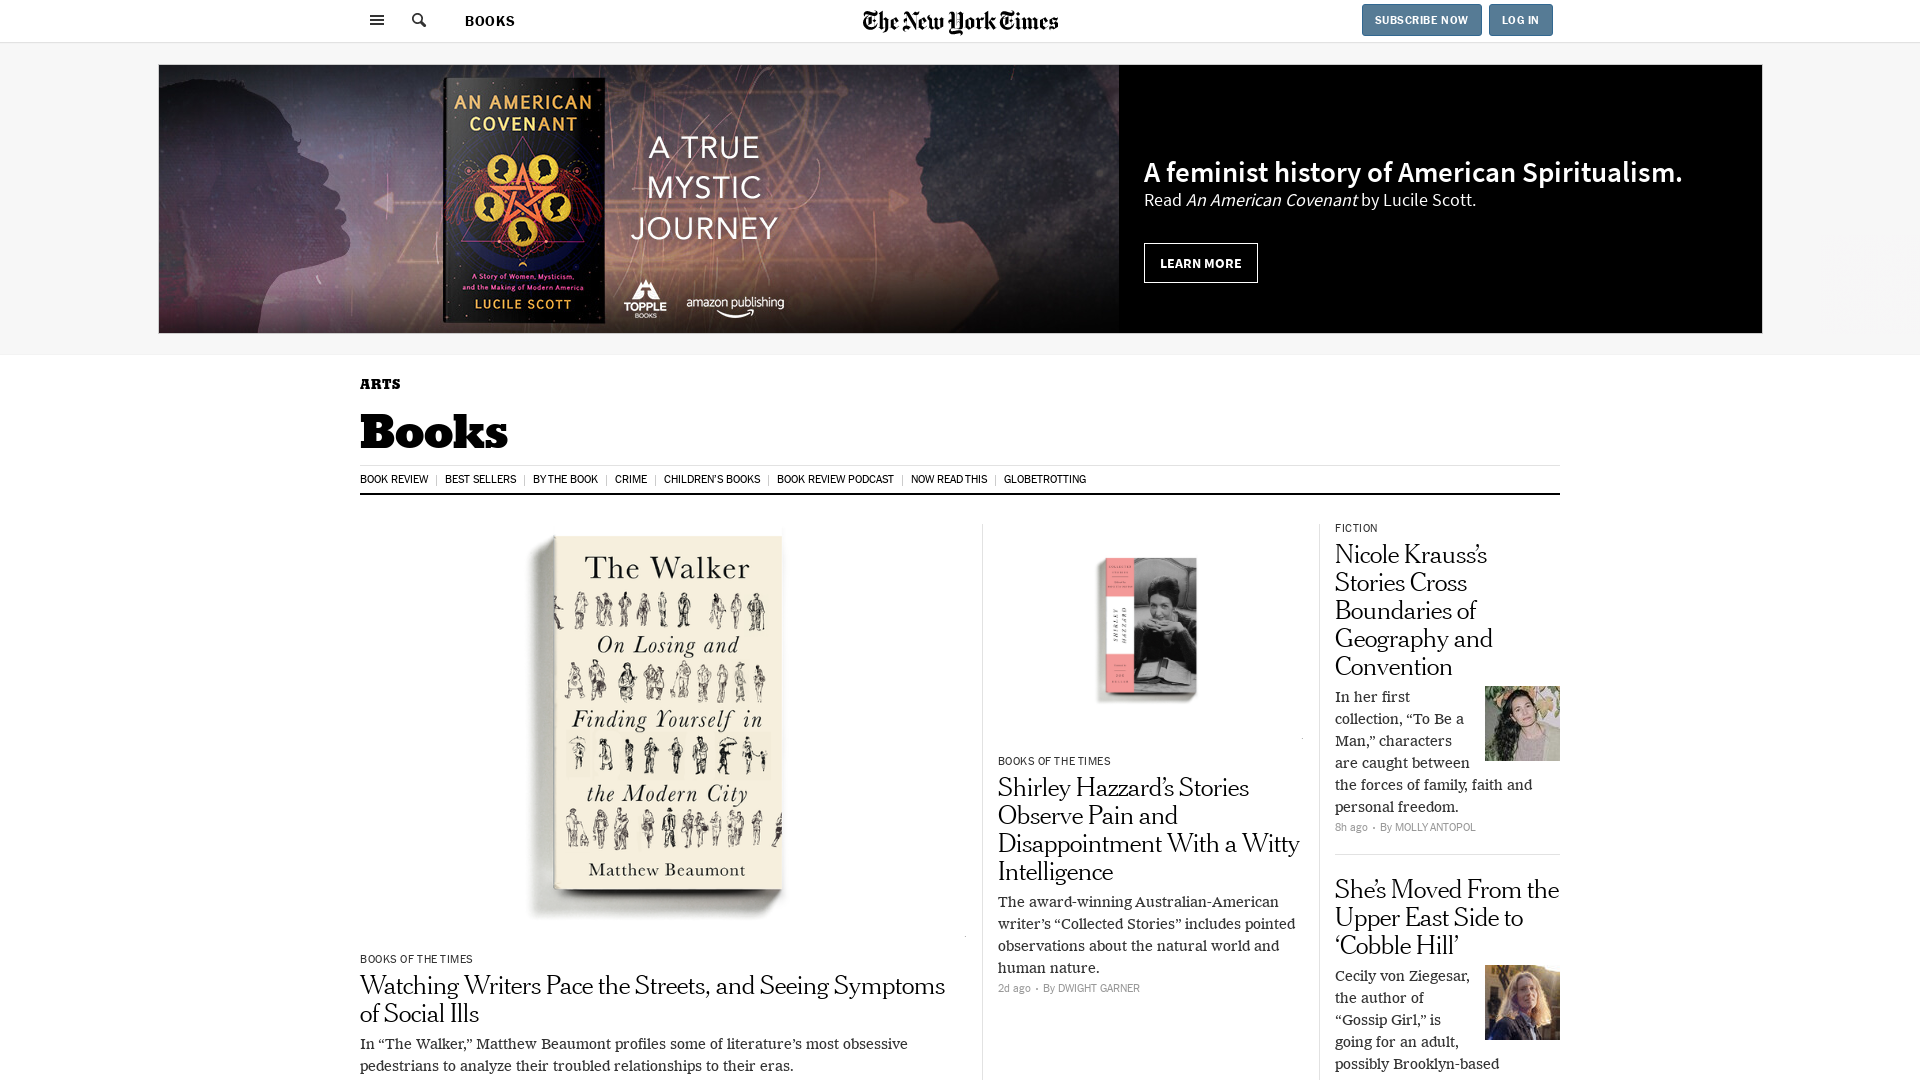 BOOKS
The New York Times
SUBSCRIBE NOW
LOG IN
AN AMERICAN
COVENANT
A Story of Women, Mysticism,
and the Making of Modern America
LUCILE SCOTT
A TRUE
MYSTIC
JOURNEY
TOPPLE
BOOKS
amazon publishing
A feminist history of American Spiritualism.
Read An American Covenant by Lucile Scott.
LEARN MORE
ARTS
Books
BOOK REVIEW
BEST SELLERS
BY THE BOOK
CRIME
CHILDREN'S BOOKS
BOOK REVIEW PODCAST
NOW READ THIS
GLOBETROTTING
The Walker
On Losing and
Finding Yourself in
the Modern City
Matthew Beaumont
BOOKS OF THE TIMES
Watching Writers Pace the Streets, and Seeing Symptoms
of Social Ills
In “The Walker,” Matthew Beaumont profiles some of literature’s most obsessive
pedestrians to analyze their troubled relationships to their eras.
SHIRLEY
HAZZARD
BOOKS OF THE TIMES
Shirley Hazzard’s Stories
Observe Pain and
Disappointment With a Witty
Intelligence
The award-winning Australian-American
writer’s “Collected Stories” includes pointed
observations about the natural world and
human nature.
2d ago • By DWIGHT GARNER
FICTION
Nicole Krauss’s
Stories Cross
Boundaries of
Geography and
Convention
In her first
collection, “To Be a
Man,” characters
are caught between
the forces of family, faith and
personal freedom.
8h ago • By MOLLY ANTOPOL
She’s Moved From the
Upper East Side to
‘Cobble Hill’
Cecily von Ziegesar,
the author of
“Gossip Girl,” is
going for an adult,
possibly Brooklyn-based